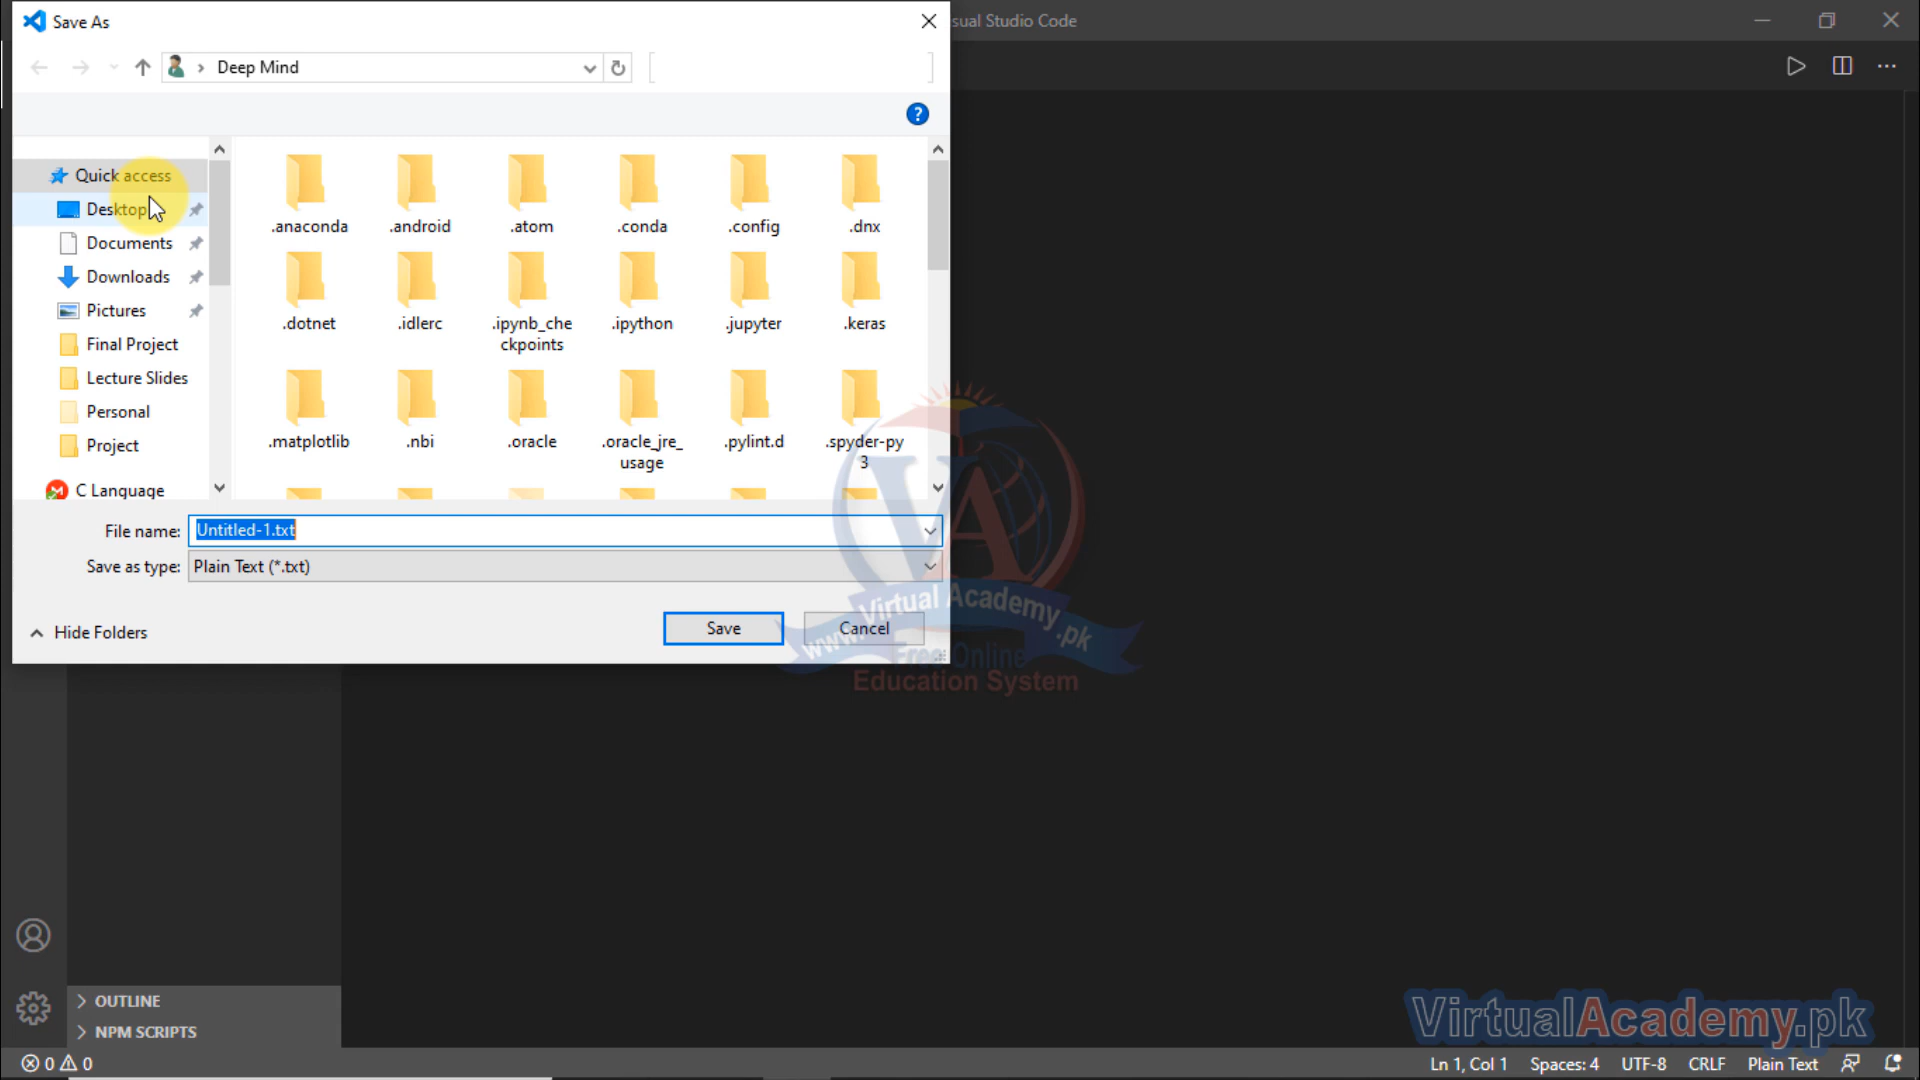 Save As
sual Studio Code
Deep Mind
Quick access
Desktop
Documents
Downloads
Pictures
Final Project
Lecture Slides
Personal
Project
C Language
.anaconda
.android
.atom
.conda
.config
.dnx
.dotnet
.idlerc
.ipynb_che
ckpoints
.ipython
.jupyter
.keras
.matplotlib
.nbi
.oracle
.oracle_jre_
usage
.pylint.d
.spyder-py
3
File name:
Untitled-1.txt
Save as type:
Plain Text (*.txt)
Hide Folders
Save
Cancel
VA
www.Virtual Academy.pk
Free Online
Education System
OUTLINE
NPM SCRIPTS
VirtualAcademy.pk
0 0
Ln 1, Col 1
Spaces: 4
UTF-8
CRLF
Plain Text